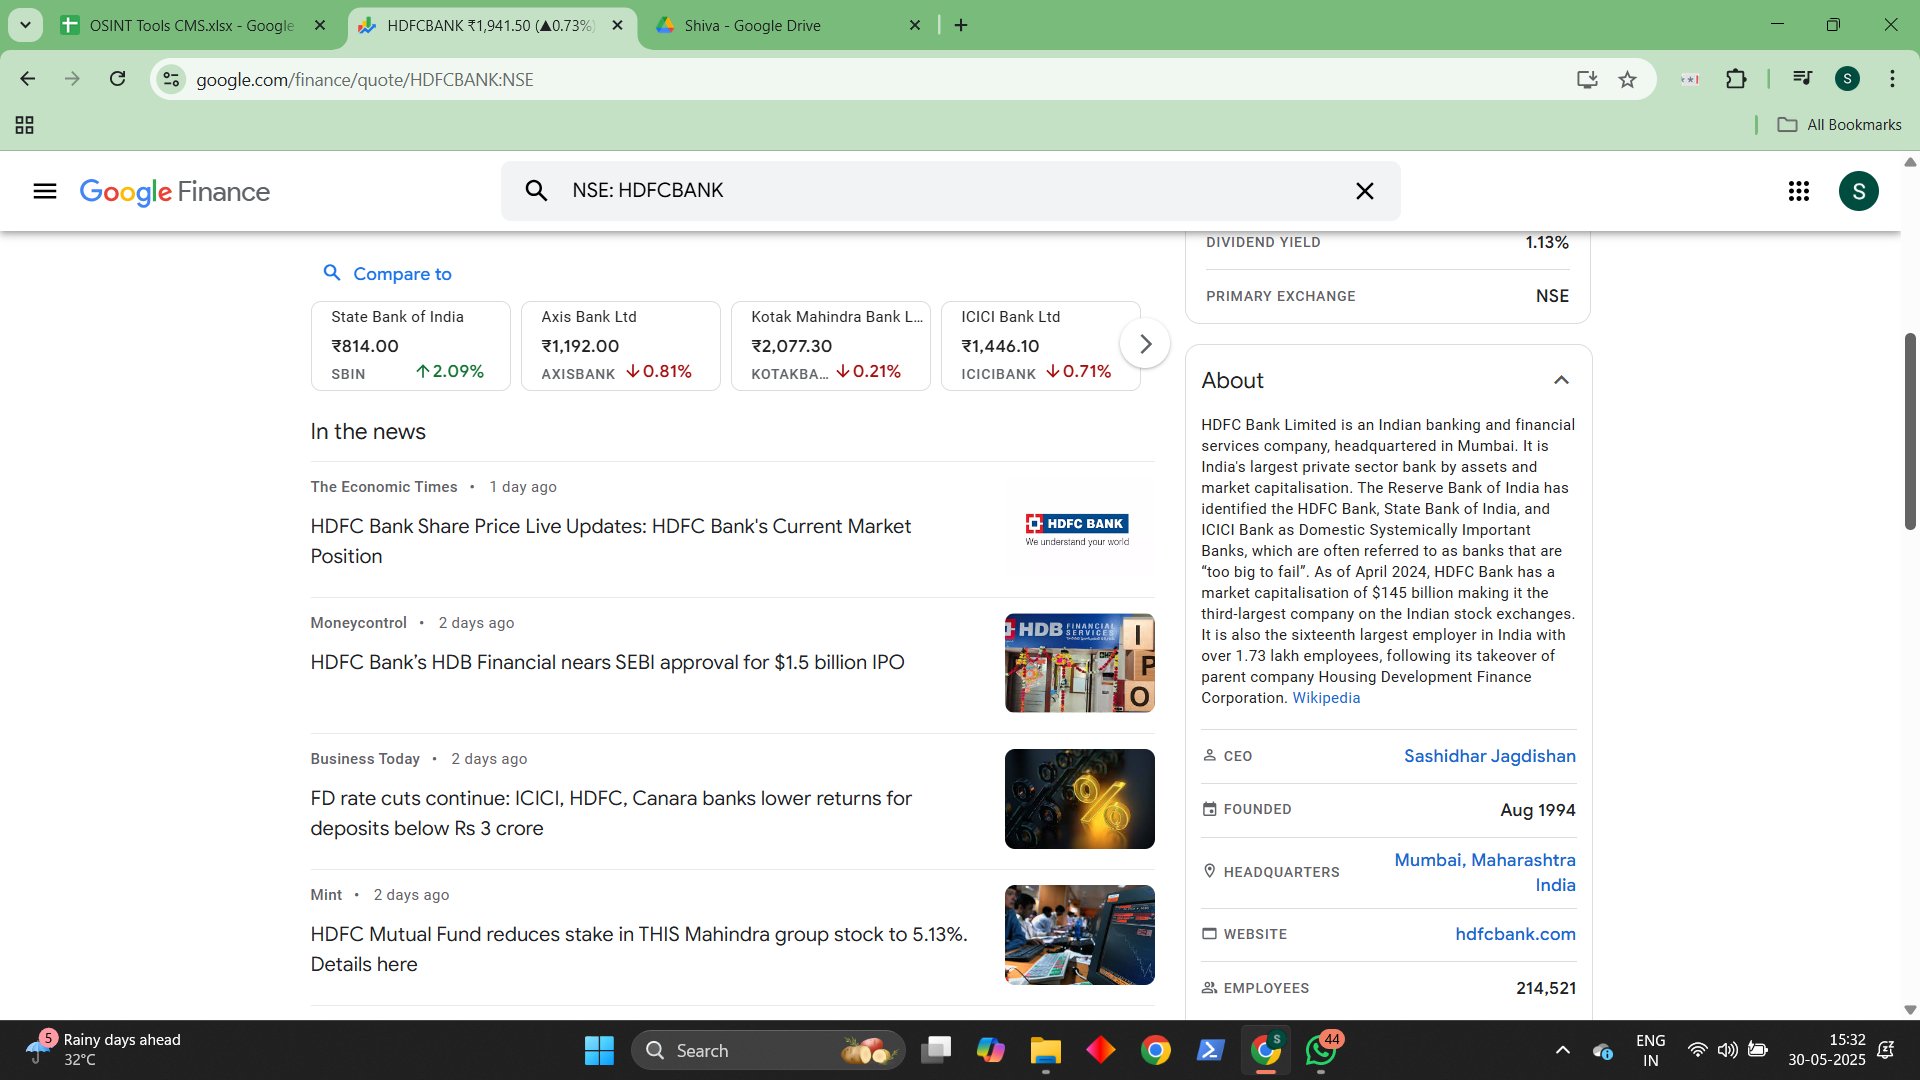 OSINT Tools CMS.xlsx - Google
HDFCBANK ₹1,941.50 (▲0.73%)
Shiva - Google Drive
google.com/finance/quote/HDFCBANK:NSE
S
All Bookmarks
Google Finance
NSE: HDFCBANK
S
Compare to
State Bank of India
₹814.00
SBIN ↑2.09%
Axis Bank Ltd
₹1,192.00
AXISBANK ↓0.81%
Kotak Mahindra Bank L...
₹2,077.30
KOTAKBA... ↓0.21%
ICICI Bank Ltd
₹1,446.10
ICICIBANK ↓0.71%
In the news
The Economic Times • 1 day ago
HDFC Bank Share Price Live Updates: HDFC Bank's Current Market
Position
HDFC BANK
We understand your world
Moneycontrol • 2 days ago
HDFC Bank’s HDB Financial nears SEBI approval for $1.5 billion IPO
HDB FINANCIAL
SERVICES
I
P
O
Business Today • 2 days ago
FD rate cuts continue: ICICI, HDFC, Canara banks lower returns for
deposits below Rs 3 crore
%
Mint • 2 days ago
HDFC Mutual Fund reduces stake in THIS Mahindra group stock to 5.13%.
Details here
DIVIDEND YIELD 1.13%
PRIMARY EXCHANGE NSE
About
HDFC Bank Limited is an Indian banking and financial
services company, headquartered in Mumbai. It is
India's largest private sector bank by assets and
market capitalisation. The Reserve Bank of India has
identified the HDFC Bank, State Bank of India, and
ICICI Bank as Domestic Systemically Important
Banks, which are often referred to as banks that are
“too big to fail”. As of April 2024, HDFC Bank has a
market capitalisation of $145 billion making it the
third-largest company on the Indian stock exchanges.
It is also the sixteenth largest employer in India with
over 1.73 lakh employees, following its takeover of
parent company Housing Development Finance
Corporation. Wikipedia
CEO Sashidhar Jagdishan
FOUNDED Aug 1994
HEADQUARTERS Mumbai, Maharashtra
India
WEBSITE hdfcbank.com
EMPLOYEES 214,521
5
Rainy days ahead
32°C
Search
S
44
ENG
IN
15:32
30-05-2025